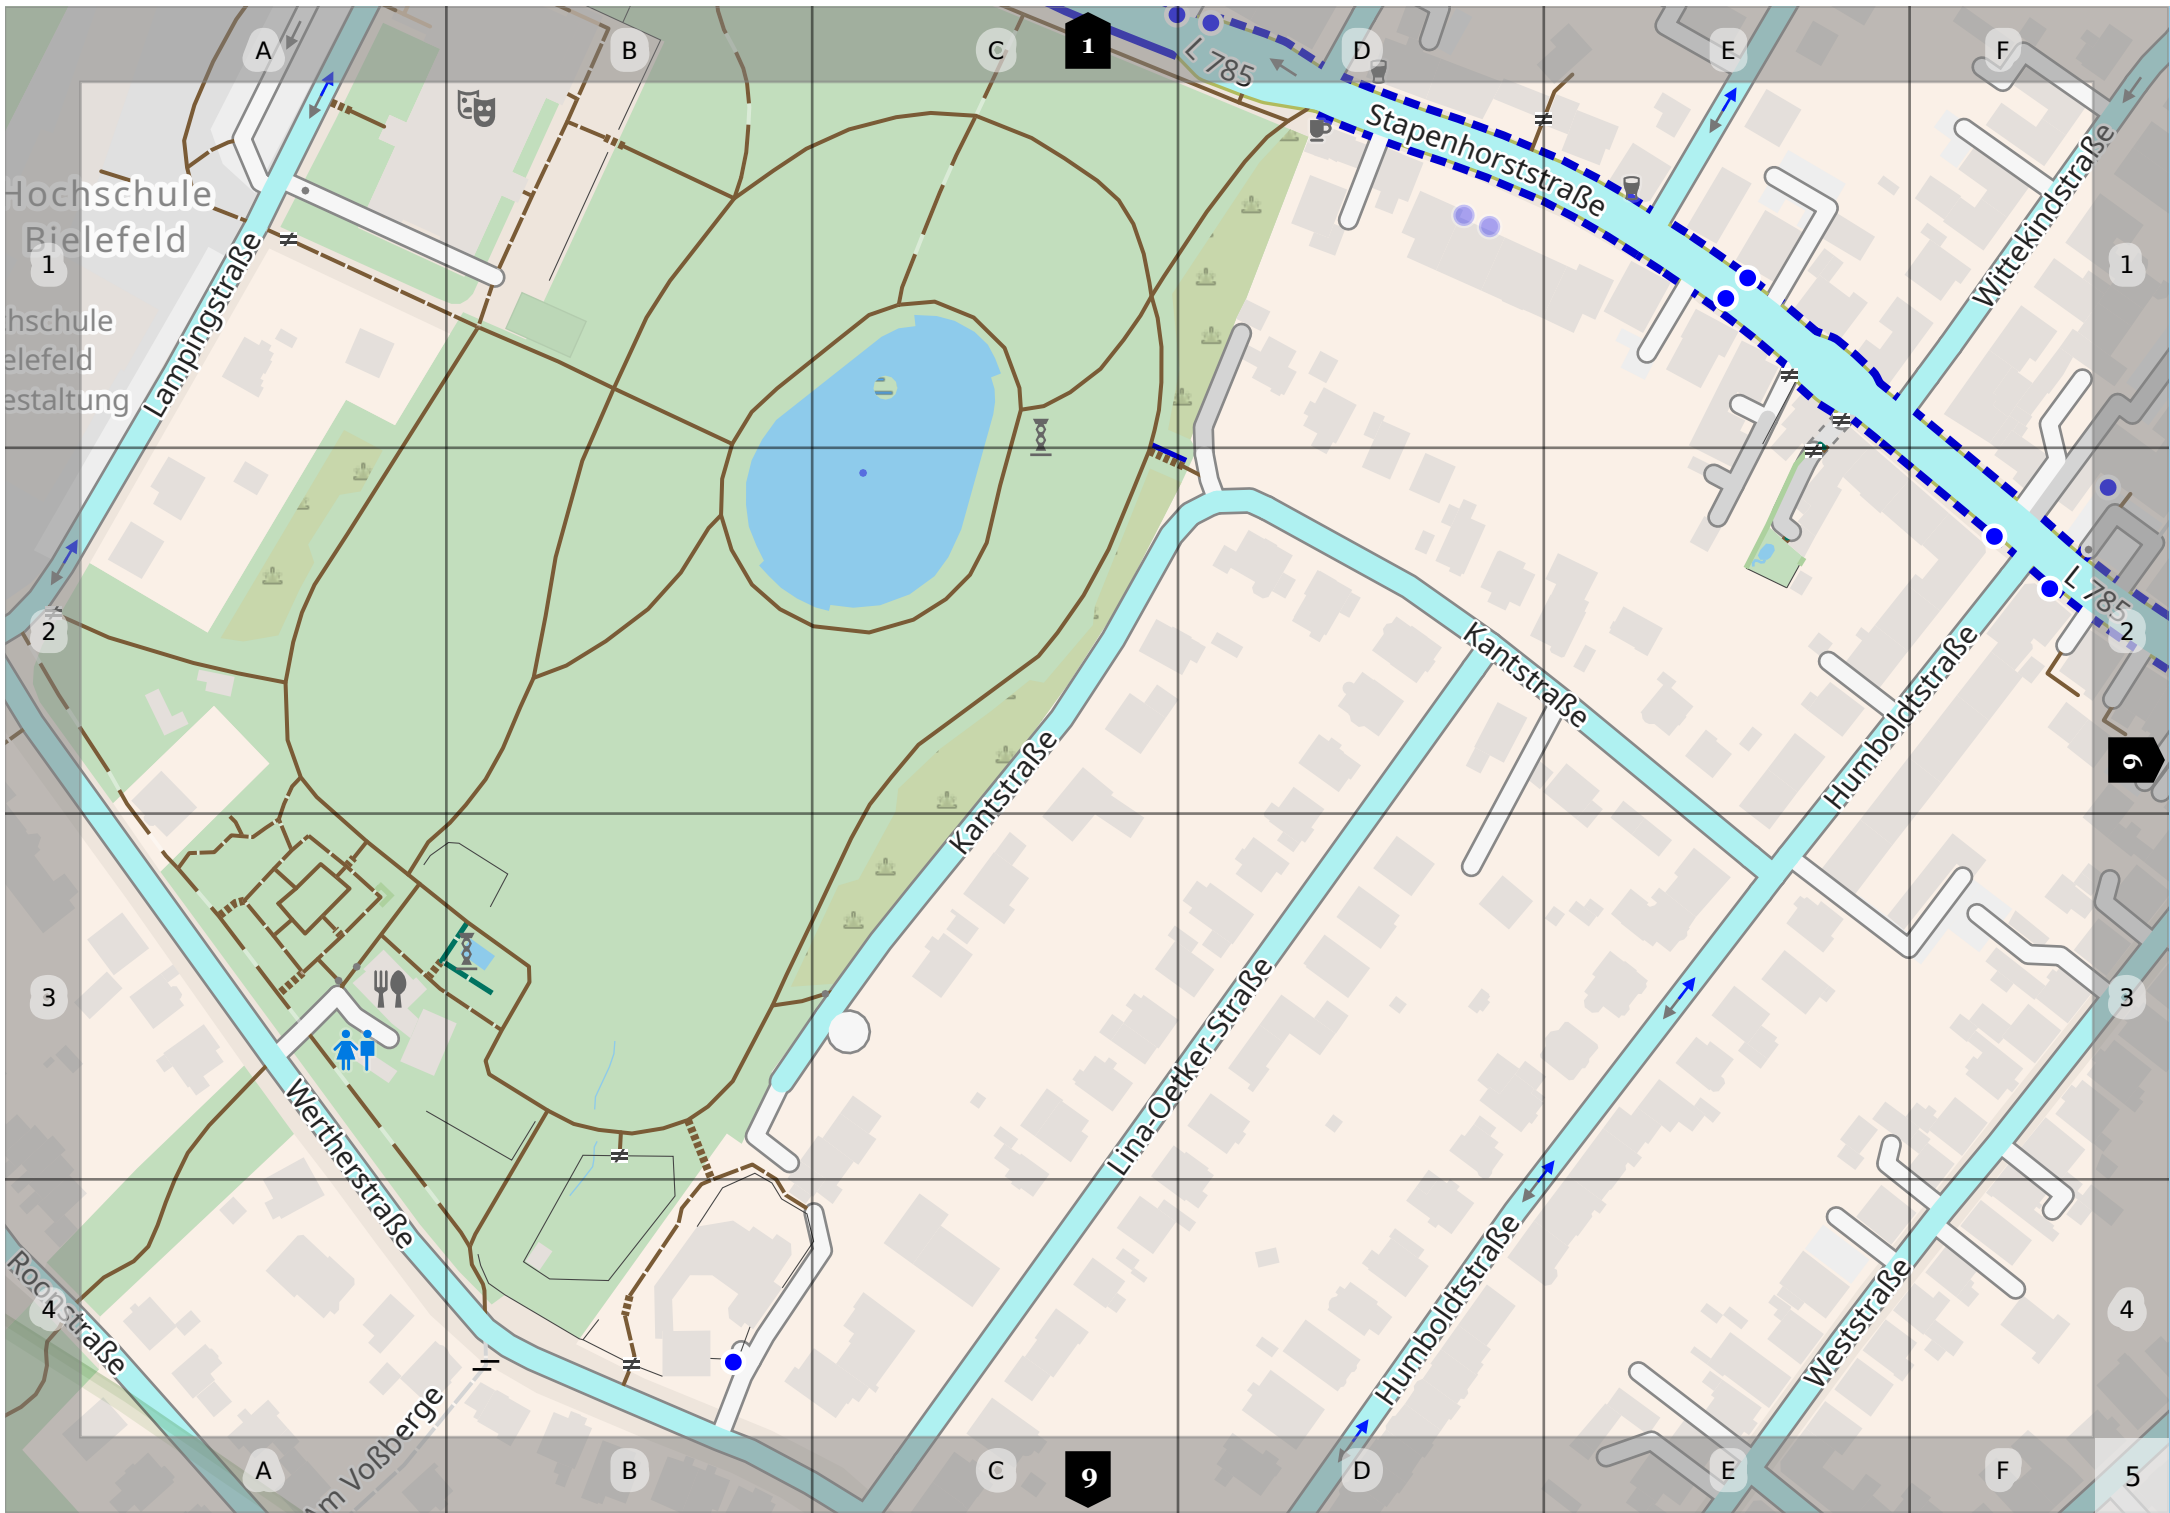 A
B
C
1
D
E
F
L 785
Stapenhorststraße
Hochschule
Bielefeld
1
1
Wittekindstraße
Lampingstraße
hschule
elefeld
estaltung
L 785
2
2
Kantstraße
Humboldtstraße
Kantstraße
6
3
3
Lina-Oetker-Straße
Wertherstraße
Humboldtstraße
Roonstraße
4
4
Weststraße
Am Voßberge
A
B
C
9
D
E
F
5